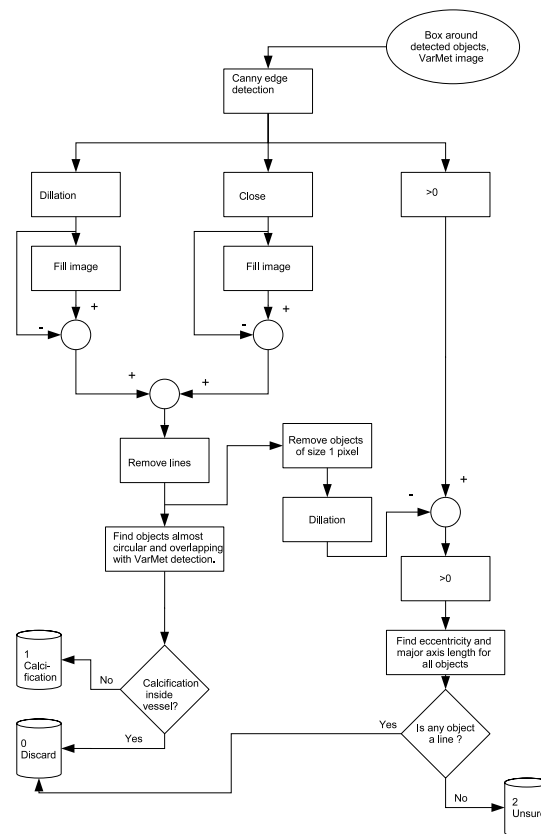 Box around
detected objects,
VarMet image
Canny edge
detection
Dillation
Close
>0
Fill image
Fill image
+
+
-
-
+
+
Remove lines
Remove objects
of size 1 pixel
Dillation
-
+
Find objects almost
circular and overlapping
with VarMet detection.
>0
Find eccentricity and
major axis length for
all objects
1
Calci-
fication
No
Calcification
inside
vessel?
Yes
0
Discard
Yes
Is any object
a line ?
No
2
Unsure